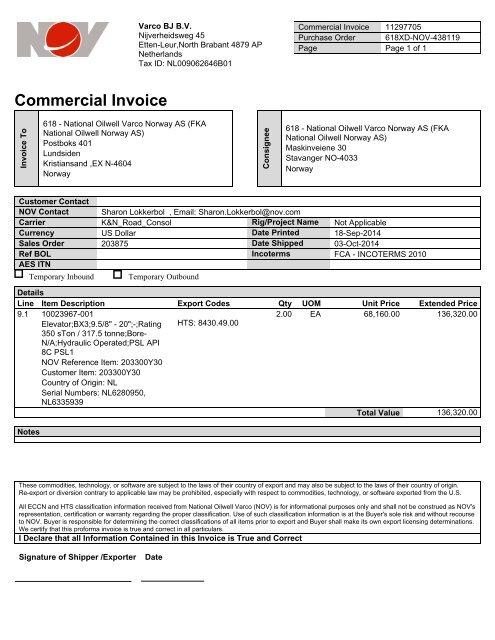 NOV
Varco BJ B.V.
Nijverheidsweg 45
Etten-Leur,North Brabant 4879 AP
Netherlands
Tax ID: NL009062646B01
Commercial Invoice 11297705
Purchase Order 618XD-NOV-438119
Page Page 1 of 1
Commercial Invoice
Invoice To
618 - National Oilwell Varco Norway AS (FKA
National Oilwell Norway AS)
Postboks 401
Lundsiden
Kristiansand ,EX N-4604
Norway
Consignee
618 - National Oilwell Varco Norway AS (FKA
National Oilwell Norway AS)
Maskinveiene 30
Stavanger NO-4033
Norway
Customer Contact
NOV Contact Sharon Lokkerbol , Email: Sharon.Lokkerbol@nov.com
Carrier K&N_Road_Consol Rig/Project Name Not Applicable
Currency US Dollar Date Printed 18-Sep-2014
Sales Order 203875 Date Shipped 03-Oct-2014
Ref BOL Incoterms FCA - INCOTERMS 2010
AES ITN
Temporary Inbound Temporary Outbound
Details
Line Item Description Export Codes Qty UOM Unit Price Extended Price
9.1 10023967-001 2.00 EA 68,160.00 136,320.00
Elevator;BX3;9.5/8" - 20";-;Rating HTS: 8430.49.00
350 sTon / 317.5 tonne;Bore-
N/A;Hydraulic Operated;PSL API
8C PSL1
NOV Reference Item: 203300Y30
Customer Item: 203300Y30
Country of Origin: NL
Serial Numbers: NL6280950,
NL6335939
Total Value 136,320.00
Notes
These commodities, technology, or software are subject to the laws of their country of export and may also be subject to the laws of their country of origin.
Re-export or diversion contrary to applicable law may be prohibited, especially with respect to commodities, technology, or software exported from the U.S.
All ECCN and HTS classification information received from National Oilwell Varco (NOV) is for informational purposes only and shall not be construed as NOV's
representation, certification or warranty regarding the proper classification. Use of such classification information is at the Buyer's sole risk and without recourse
to NOV. Buyer is responsible for determining the correct classifications of all items prior to export and Buyer shall make its own export licensing determinations.
We certify that this proforma invoice is true and correct in all particulars.
I Declare that all Information Contained in this Invoice is True and Correct
Signature of Shipper /Exporter Date